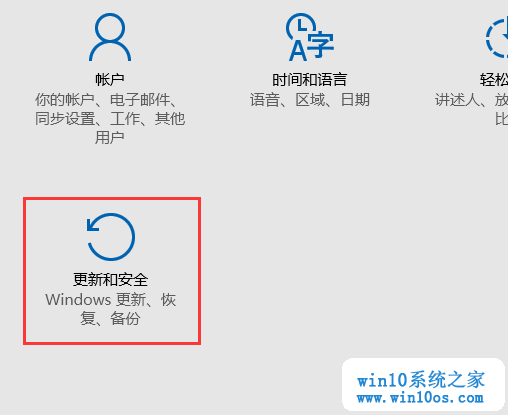 A字
帐户
你的帐户、电子邮件、
同步设置、工作、其他
用户
时间和语言
语音、区域、日期
轻松
讲述人、放
比
更新和安全
Windows 更新、恢
复、备份
win10系统之家
www.win10os.com